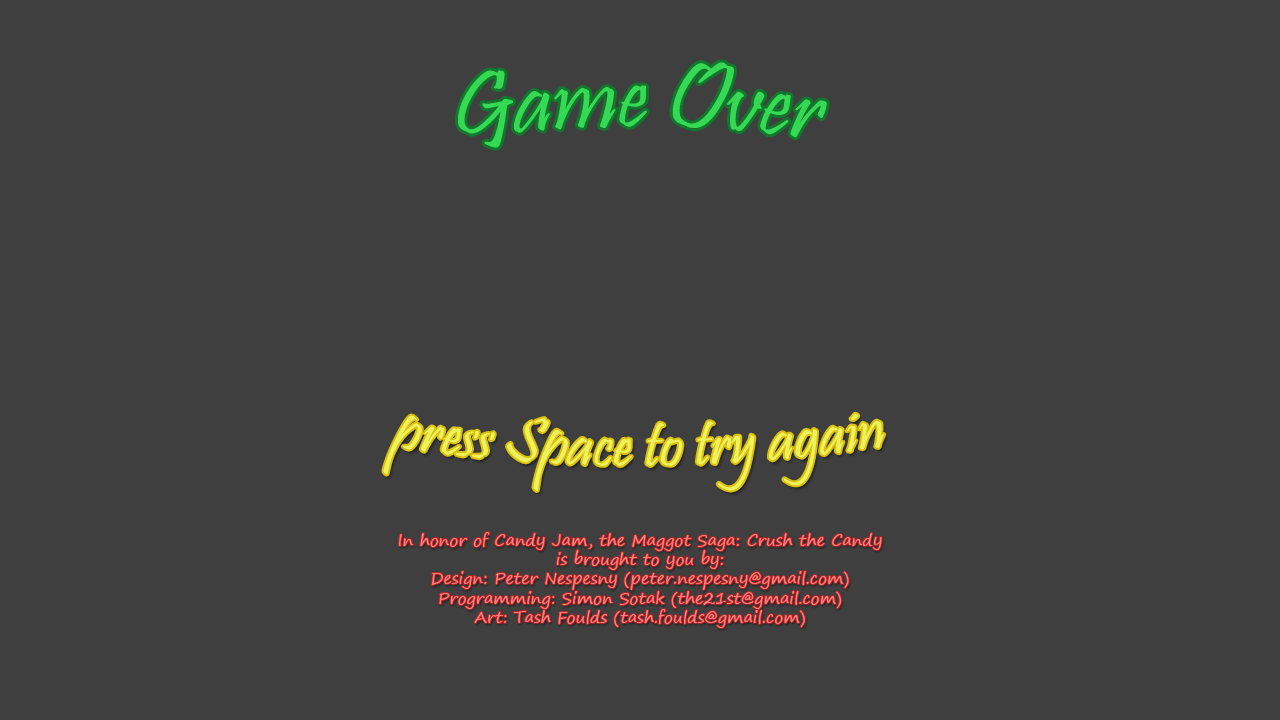 Game Over
press Space to try again
In honor of Candy Jam, the Maggot Saga: Crush the Candy
is brought to you by:
Design: Peter Nespesny (peter.nespesny@gmail.com)
Programming: Simon Sotak (the21st@gmail.com)
Art: Tash Foulds (tash.foulds@gmail.com)